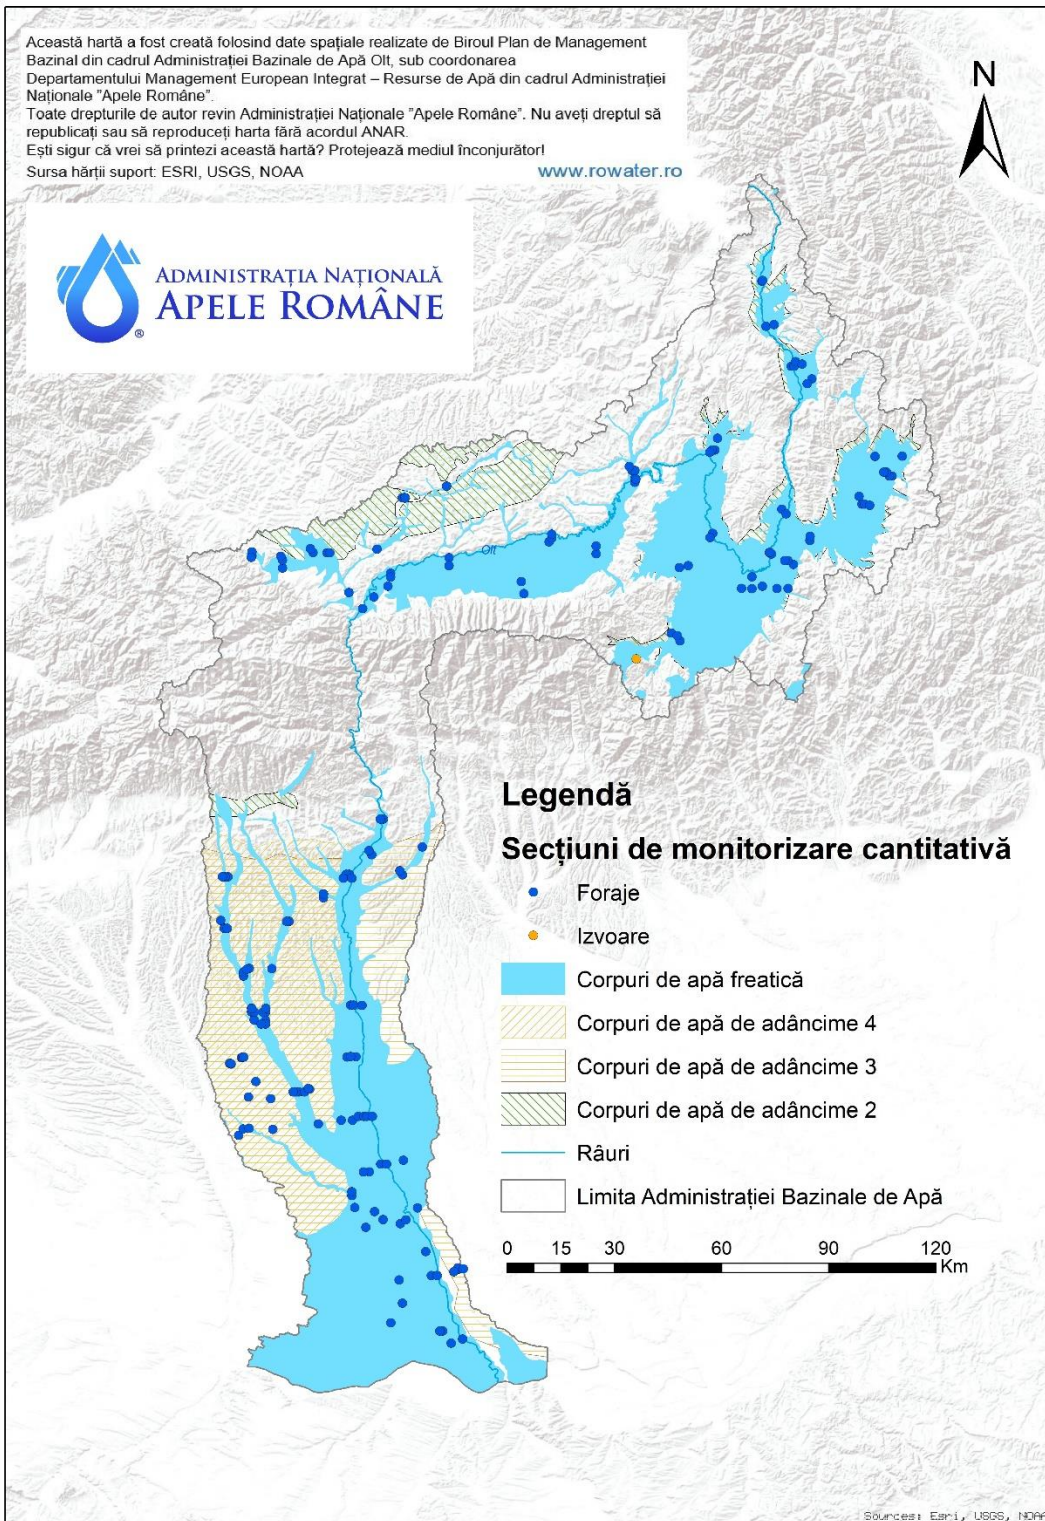 Această hartă a fost creată folosind date spațiale realizate de Biroul Plan de Management
Bazinal din cadrul Administrației Bazinale de Apă Olt, sub coordonarea
Departamentului Management European Integrat – Resurse de Apă din cadrul Administrației
Naționale "Apele Române".
Toate drepturile de autor revin Administrației Naționale "Apele Române". Nu aveți dreptul să
republicați sau să reproduceți harta fără acordul ANAR.
Ești sigur că vrei să printezi această hartă? Protejează mediul înconjurător!
Sursa hărții suport: ESRI, USGS, NOAA
www.rowater.ro
N
ADMINISTRAȚIA NAȚIONALĂ
APELE ROMÂNE
®
Olt
Legendă
Secțiuni de monitorizare cantitativă
Foraje
Izvoare
Corpuri de apă freatică
Corpuri de apă de adâncime 4
Corpuri de apă de adâncime 3
Corpuri de apă de adâncime 2
Râuri
Limita Administrației Bazinale de Apă
0 15 30 60 90 120
Km
Sources: Esri, USGS, NOAA